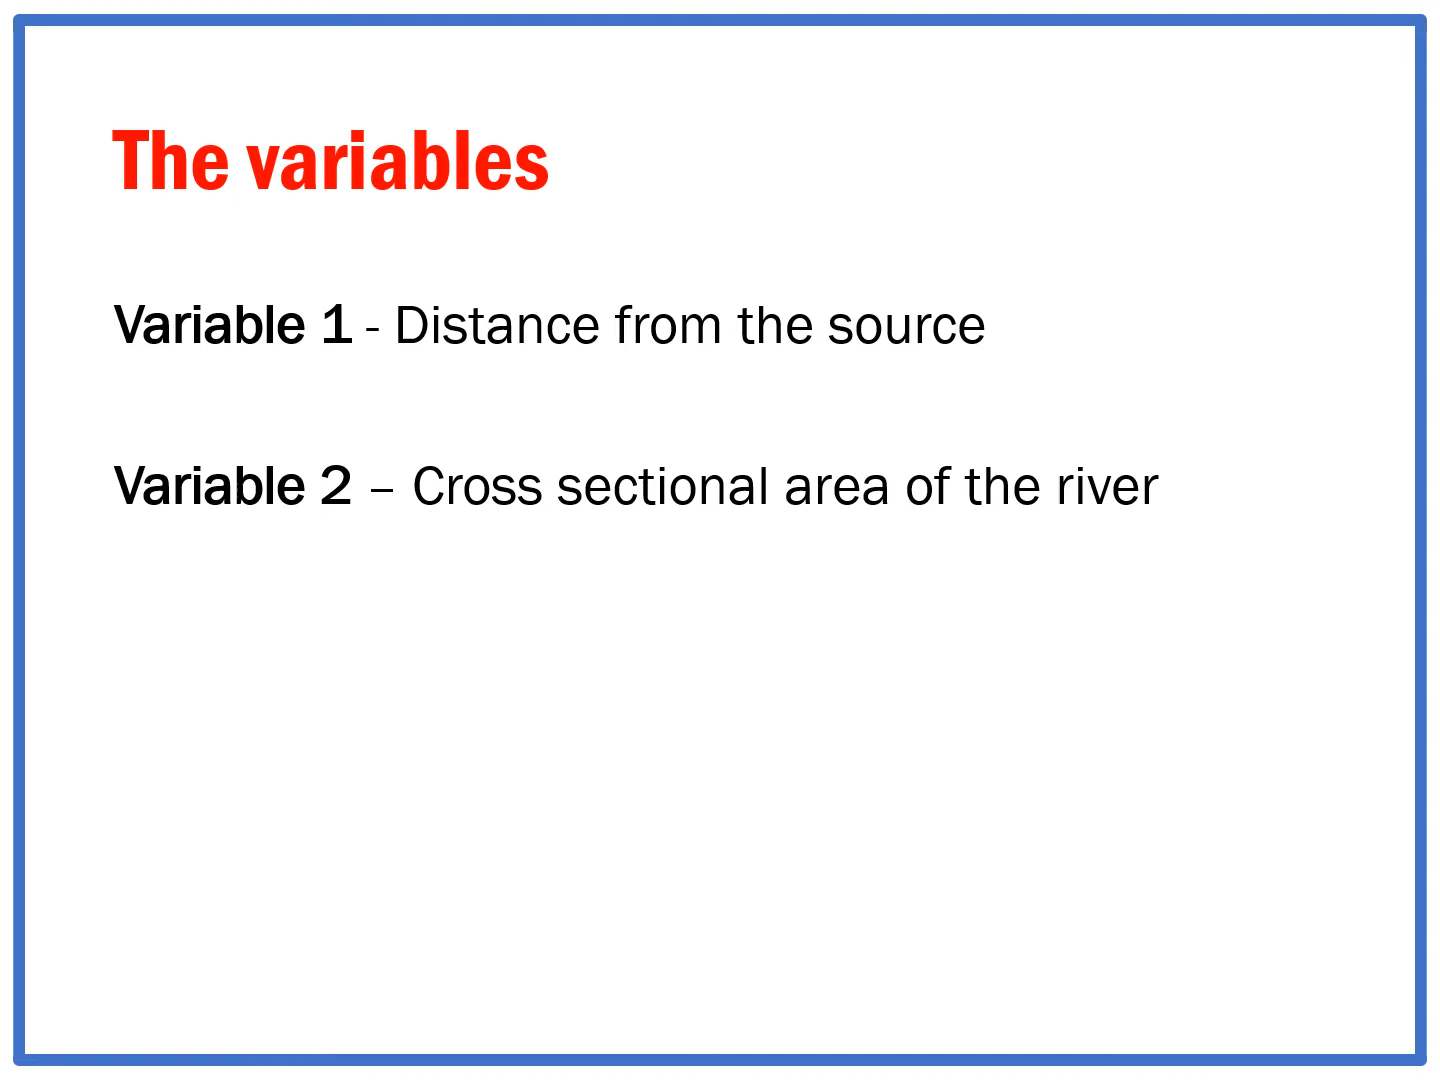 The variables
Variable 1 - Distance from the source
Variable 2 – Cross sectional area of the river